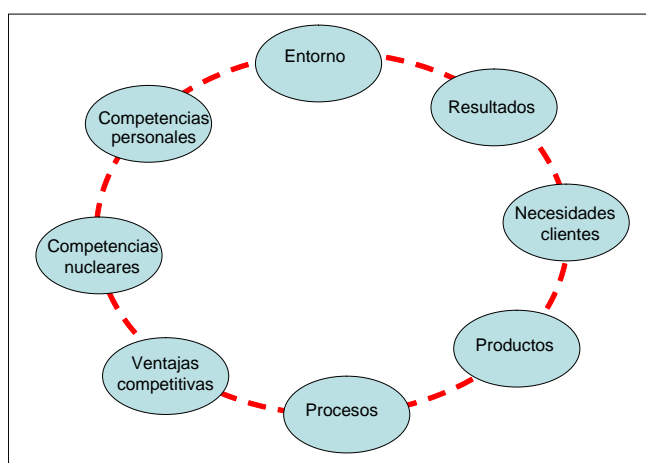 Entorno
Resultados
Necesidades
clientes
Productos
Procesos
Ventajas
competitivas
Competencias
nucleares
Competencias
personales